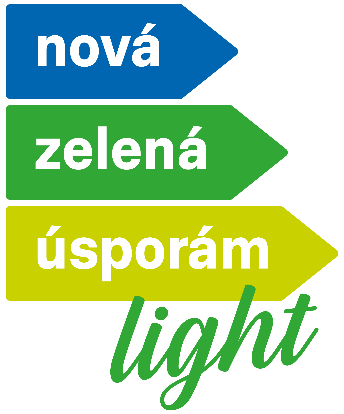 nová
zelená
úsporám
light